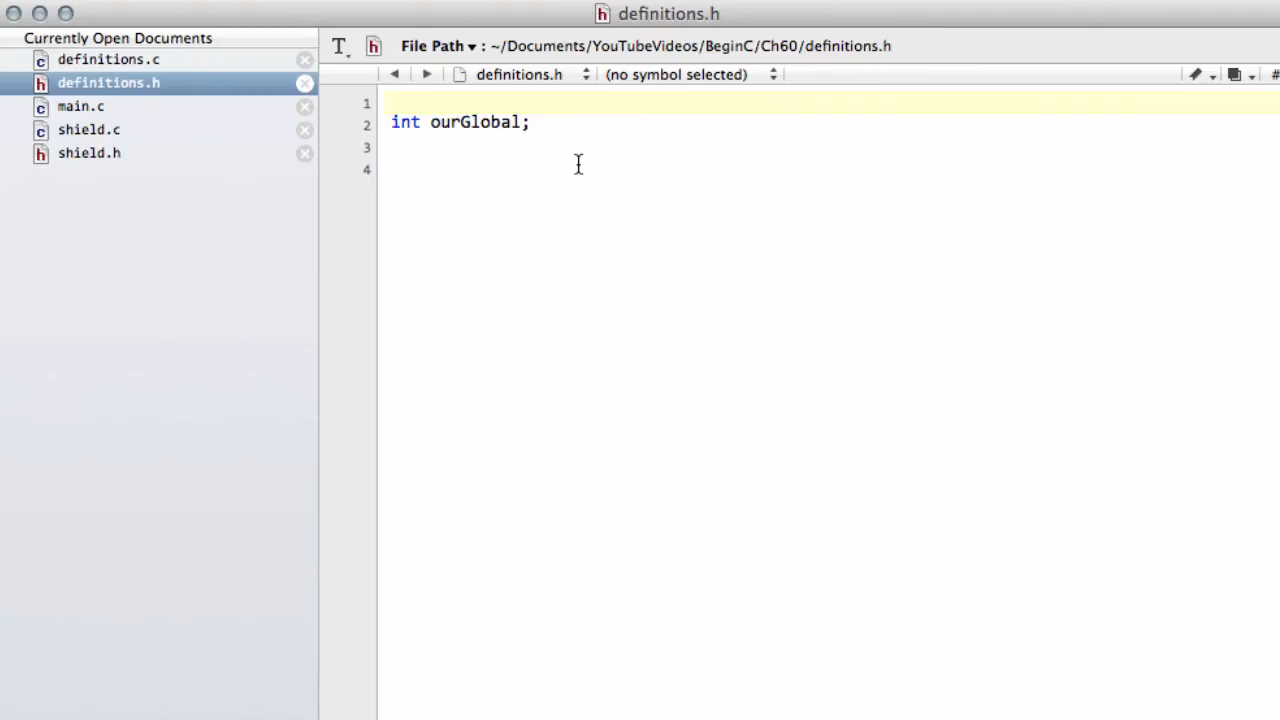 definitions.h
Currently Open Documents
definitions.c
definitions.h
main.c
shield.c
shield.h
File Path : ~/Documents/YouTubeVideos/BeginC/Ch60/definitions.h
definitions.h (no symbol selected) #
1
2 int ourGlobal;
3
4